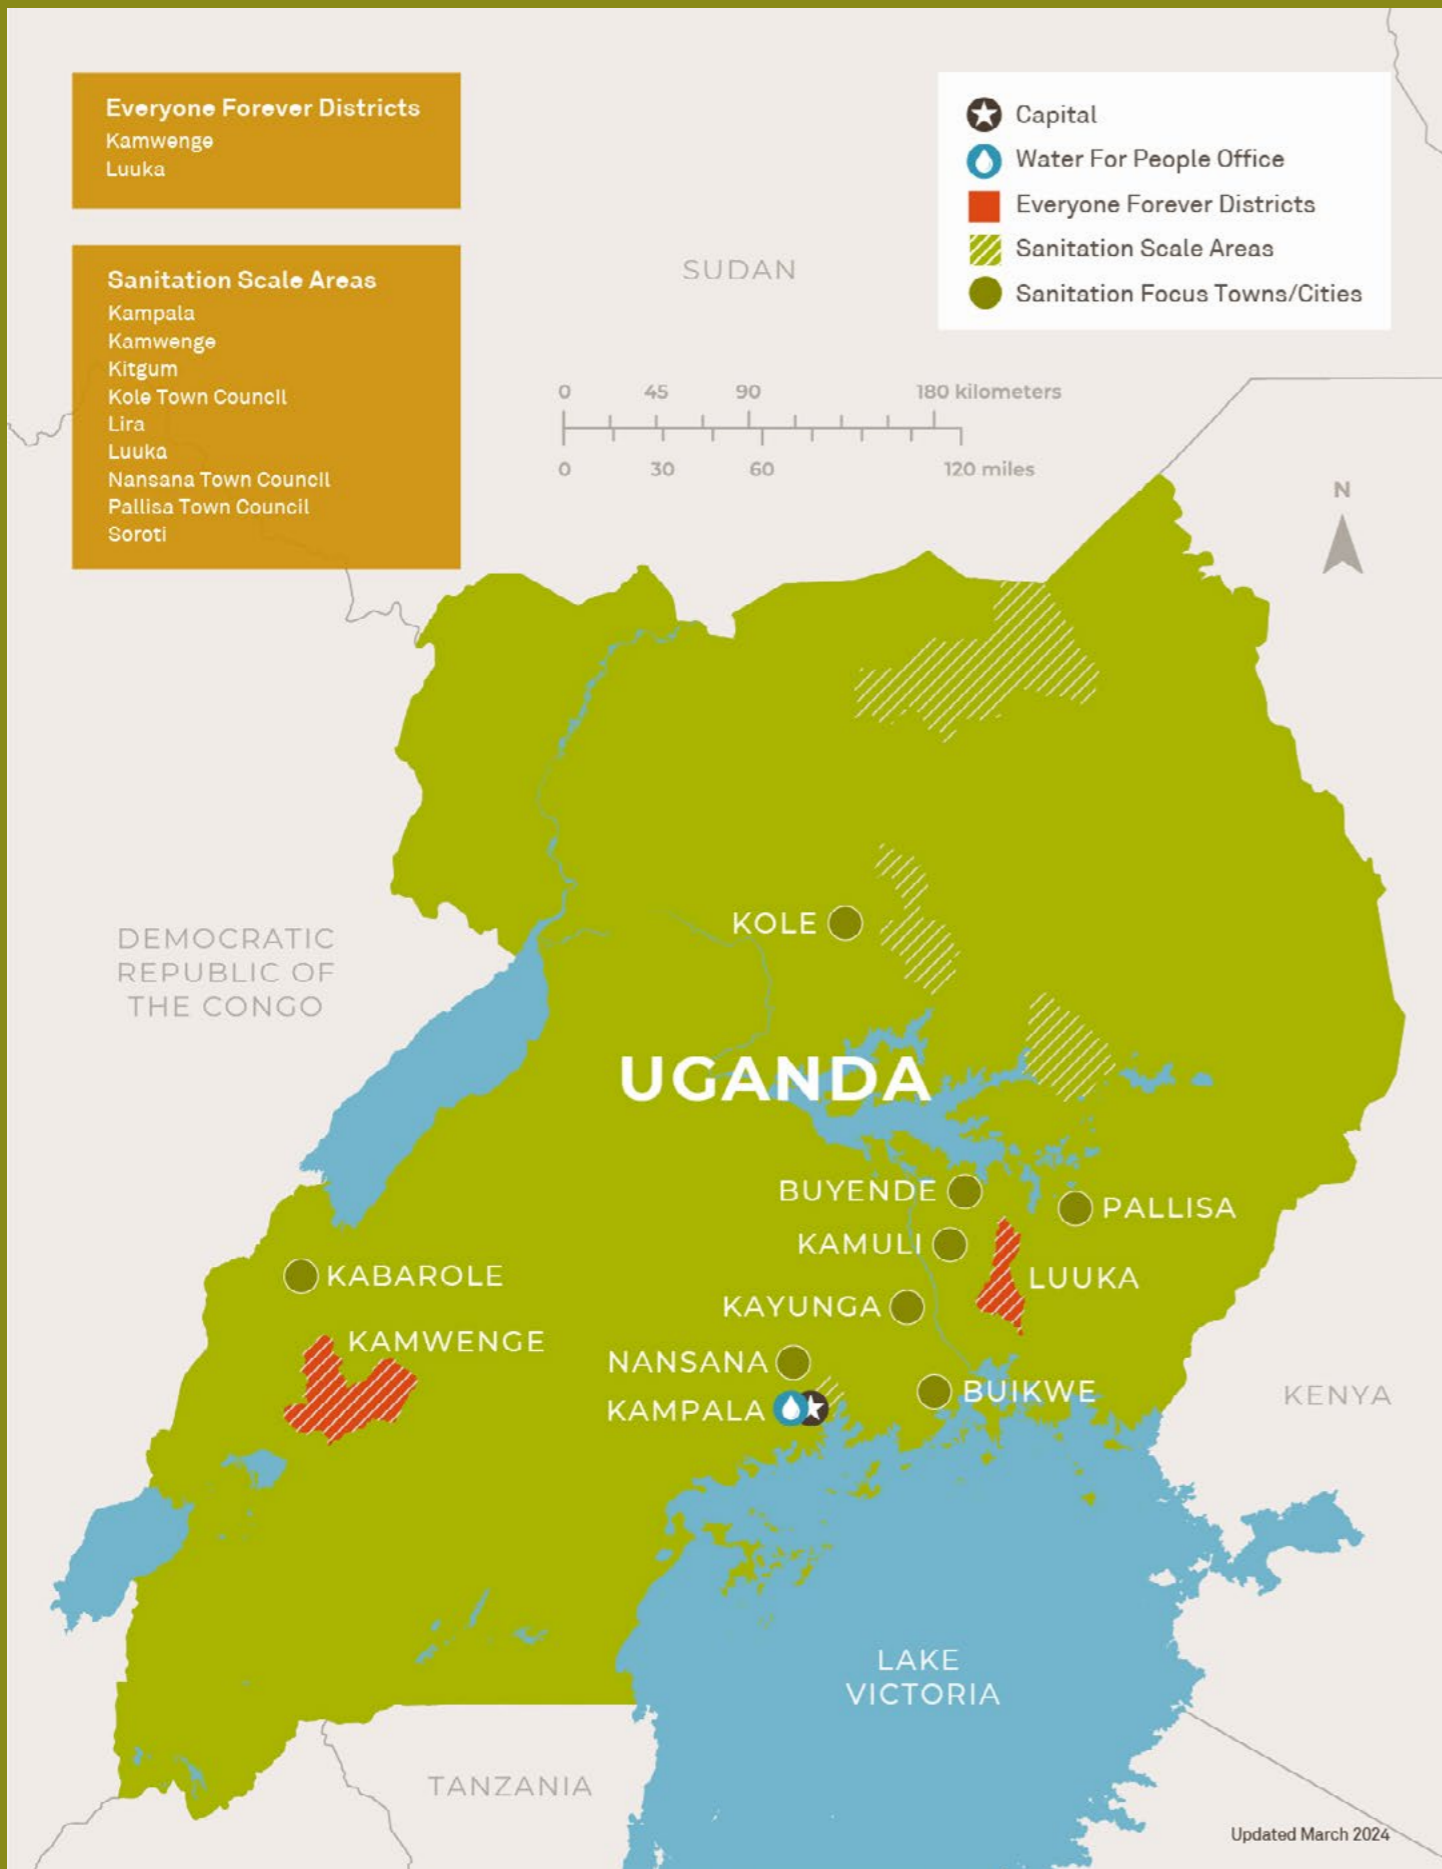 Everyone Forever Districts
Kamwenge
Luuka
Sanitation Scale Areas
Kampala
Kamwenge
Kitgum
Kole Town Council
Lira
Luuka
Nansana Town Council
Pallisa Town Council
Soroti
Capital
Water For People Office
Everyone Forever Districts
Sanitation Scale Areas
Sanitation Focus Towns/Cities
SUDAN
0 45 90 180 kilometers
0 30 60 120 miles
N
DEMOCRATIC
REPUBLIC OF
THE CONGO
KOLE
UGANDA
BUYENDE
PALLISA
KAMULI
KABAROLE
LUUKA
KAYUNGA
KAMWENGE
NANSANA
BUIKWE
KENYA
KAMPALA
LAKE
VICTORIA
TANZANIA
Updated March 2024